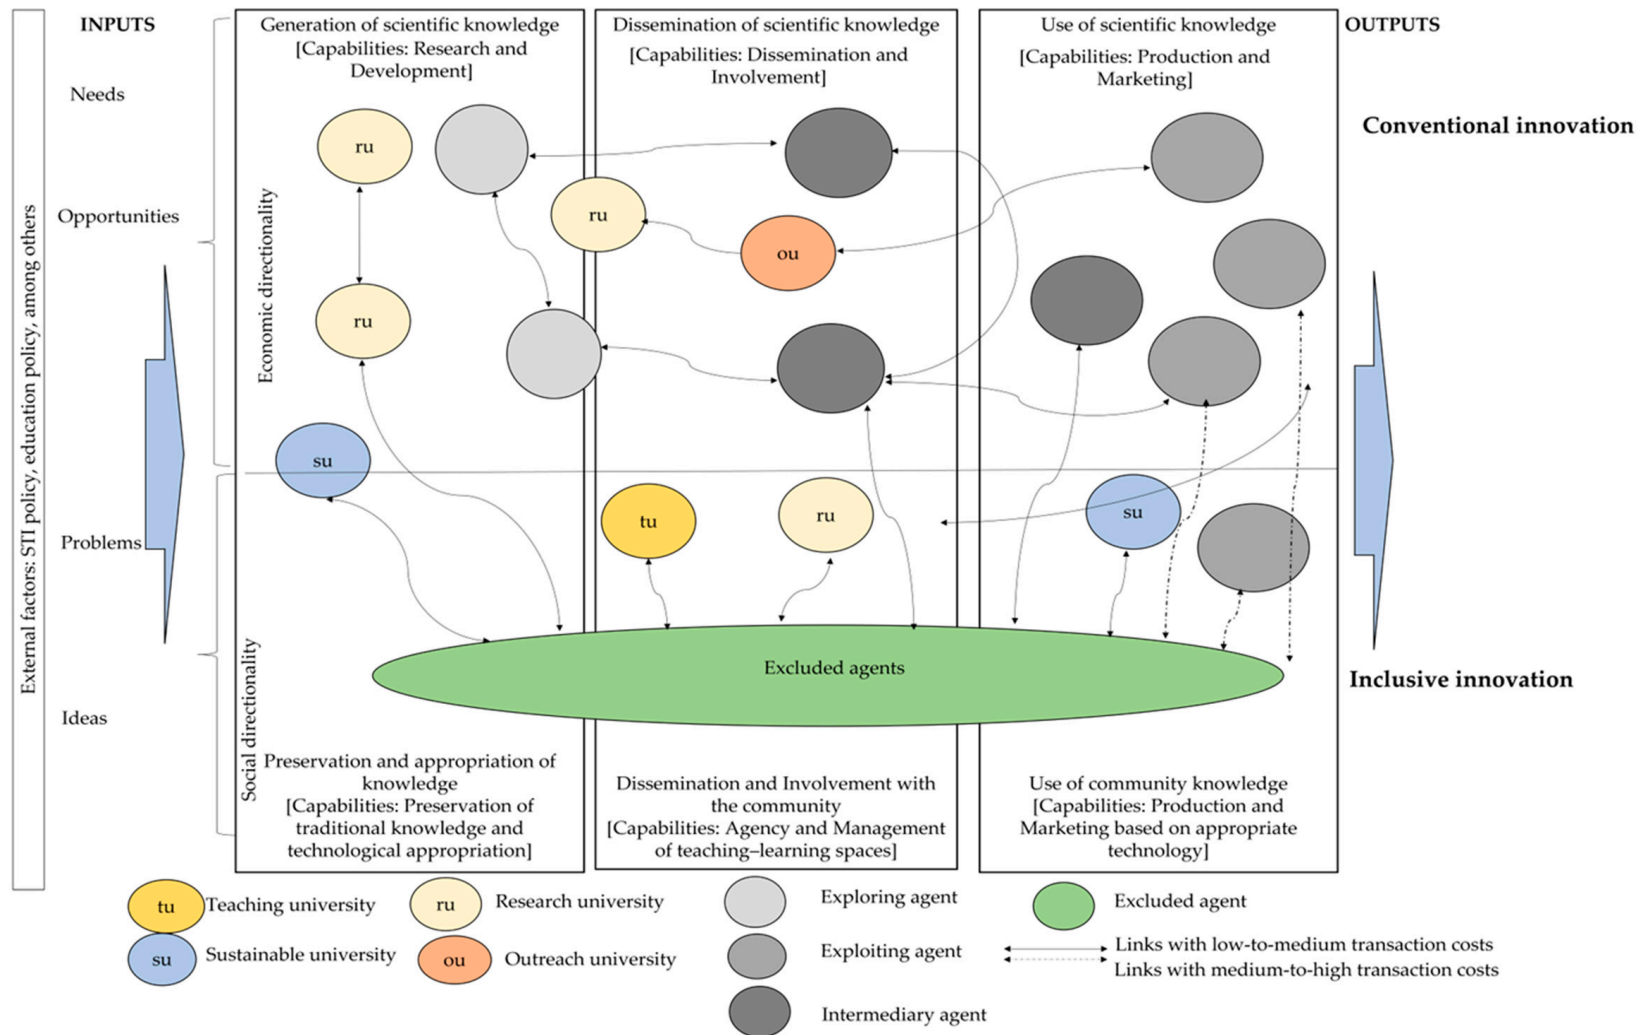 External factors: STI policy, education policy, among others
INPUTS
Needs
Opportunities
Problems
Ideas
Economic directionality
Social directionality
Generation of scientific knowledge
[Capabilities: Research and
Development]
Dissemination of scientific knowledge
[Capabilities: Dissemination and
Involvement]
Use of scientific knowledge
[Capabilities: Production and
Marketing]
OUTPUTS
Conventional innovation
Inclusive innovation
ru
ru
ou
ru
su
tu
ru
su
Excluded agents
Preservation and appropriation of
knowledge
[Capabilities: Preservation of
traditional knowledge and
technological appropriation]
Dissemination and Involvement with
the community
[Capabilities: Agency and Management
of teaching–learning spaces]
Use of community knowledge
[Capabilities: Production and
Marketing based on appropriate
technology]
tu Teaching university
su Sustainable university
ru Research university
ou Outreach university
Exploring agent
Exploiting agent
Intermediary agent
Excluded agent
Links with low-to-medium transaction costs
Links with medium-to-high transaction costs